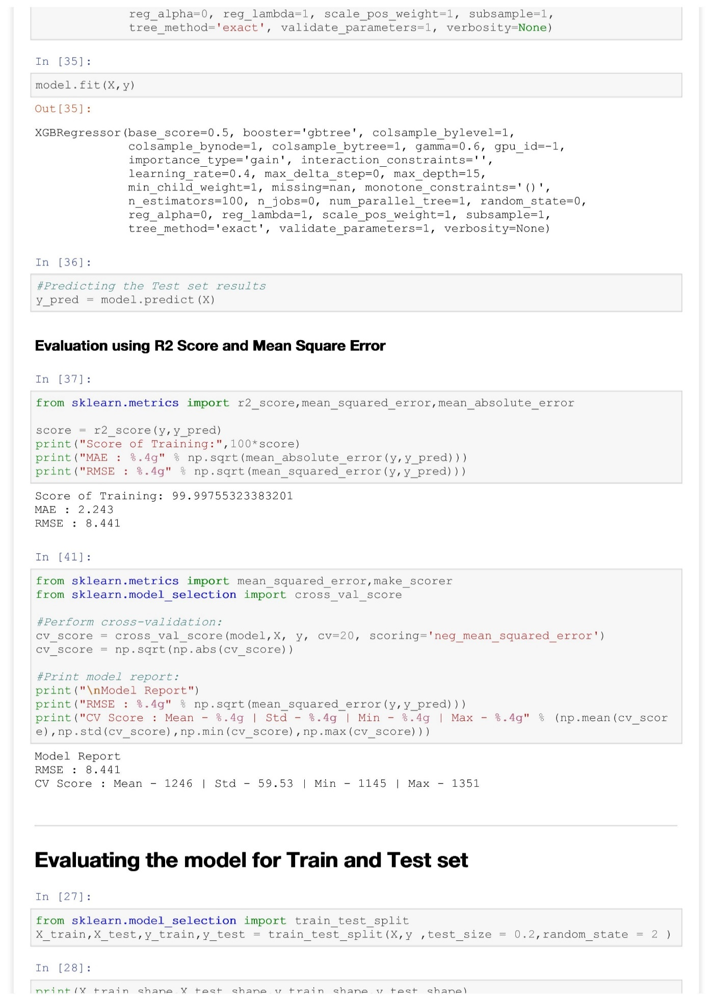 reg_alpha=0, reg_lambda=1, scale_pos_weight=1, subsample=1,
tree_method='exact', validate_parameters=1, verbosity=None)
In [35]:
model.fit(X,y)
Out[35]:
XGBRegressor(base_score=0.5, booster='gbtree', colsample_bylevel=1,
colsample_bynode=1, colsample_bytree=1, gamma=0.6, gpu_id=-1,
importance_type='gain', interaction_constraints='',
learning_rate=0.4, max_delta_step=0, max_depth=15,
min_child_weight=1, missing=nan, monotone_constraints='()',
n_estimators=100, n_jobs=0, num_parallel_tree=1, random_state=0,
reg_alpha=0, reg_lambda=1, scale_pos_weight=1, subsample=1,
tree_method='exact', validate_parameters=1, verbosity=None)
In [36]:
#Predicting the Test set results
y_pred = model.predict(X)
Evaluation using R2 Score and Mean Square Error
In [37]:
from sklearn.metrics import r2_score,mean_squared_error,mean_absolute_error
score = r2_score(y,y_pred)
print("Score of Training:",100*score)
print("MAE : %.4g" % np.sqrt(mean_absolute_error(y,y_pred)))
print("RMSE : %.4g" % np.sqrt(mean_squared_error(y,y_pred)))
Score of Training: 99.99755323383201
MAE : 2.243
RMSE : 8.441
In [41]:
from sklearn.metrics import mean_squared_error,make_scorer
from sklearn.model_selection import cross_val_score
#Perform cross-validation:
cv_score = cross_val_score(model,X, y, cv=20, scoring='neg_mean_squared_error')
cv_score = np.sqrt(np.abs(cv_score))
#Print model report:
print("\nModel Report")
print("RMSE : %.4g" % np.sqrt(mean_squared_error(y,y_pred)))
print("CV Score : Mean - %.4g | Std - %.4g | Min - %.4g | Max - %.4g" % (np.mean(cv_scor
e),np.std(cv_score),np.min(cv_score),np.max(cv_score)))
Model Report
RMSE : 8.441
CV Score : Mean - 1246 | Std - 59.53 | Min - 1145 | Max - 1351
Evaluating the model for Train and Test set
In [27]:
from sklearn.model_selection import train_test_split
X_train,X_test,y_train,y_test = train_test_split(X,y ,test_size = 0.2,random_state = 2 )
In [28]:
print(X_train.shape,X_test.shape,y_train.shape,y_test.shape)